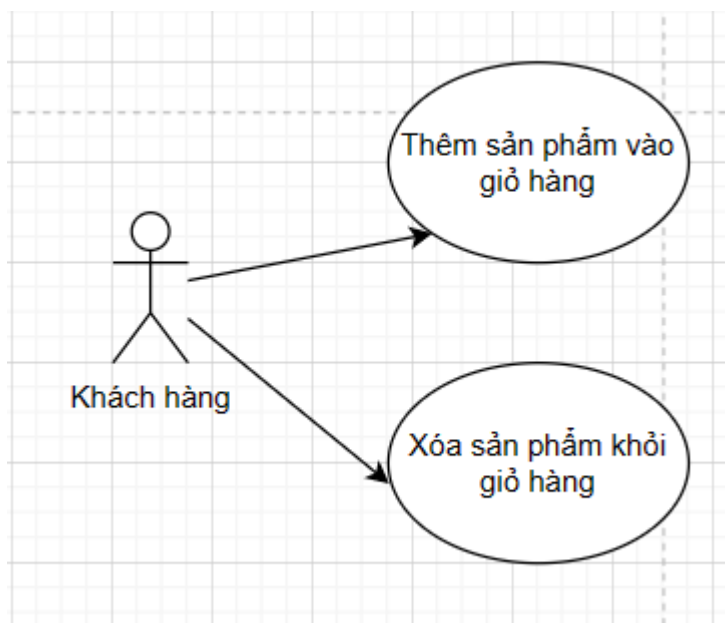 Thêm sản phẩm vào
giỏ hàng
Khách hàng
Xóa sản phẩm khỏi
giỏ hàng